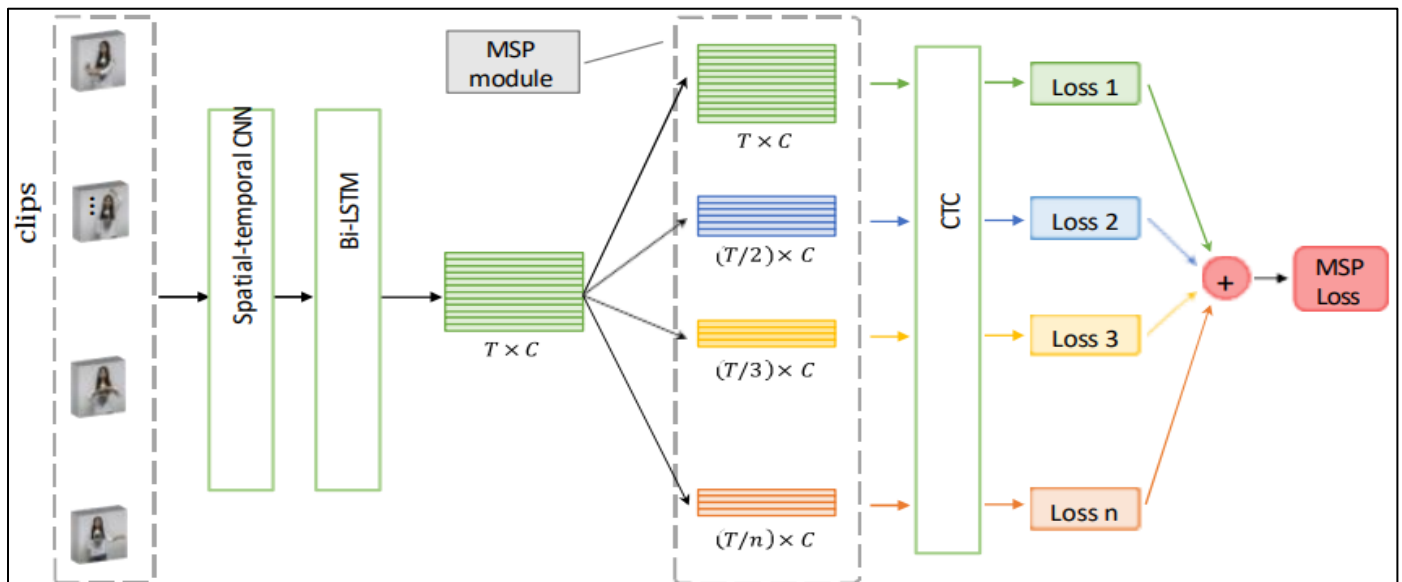 clips
Spatial-temporal CNN
Bi-LSTM
T × C
MSP
module
T × C
(T/2) × C
(T/3) × C
(T/n) × C
CTC
Loss 1
Loss 2
Loss 3
Loss n
+
MSP
Loss